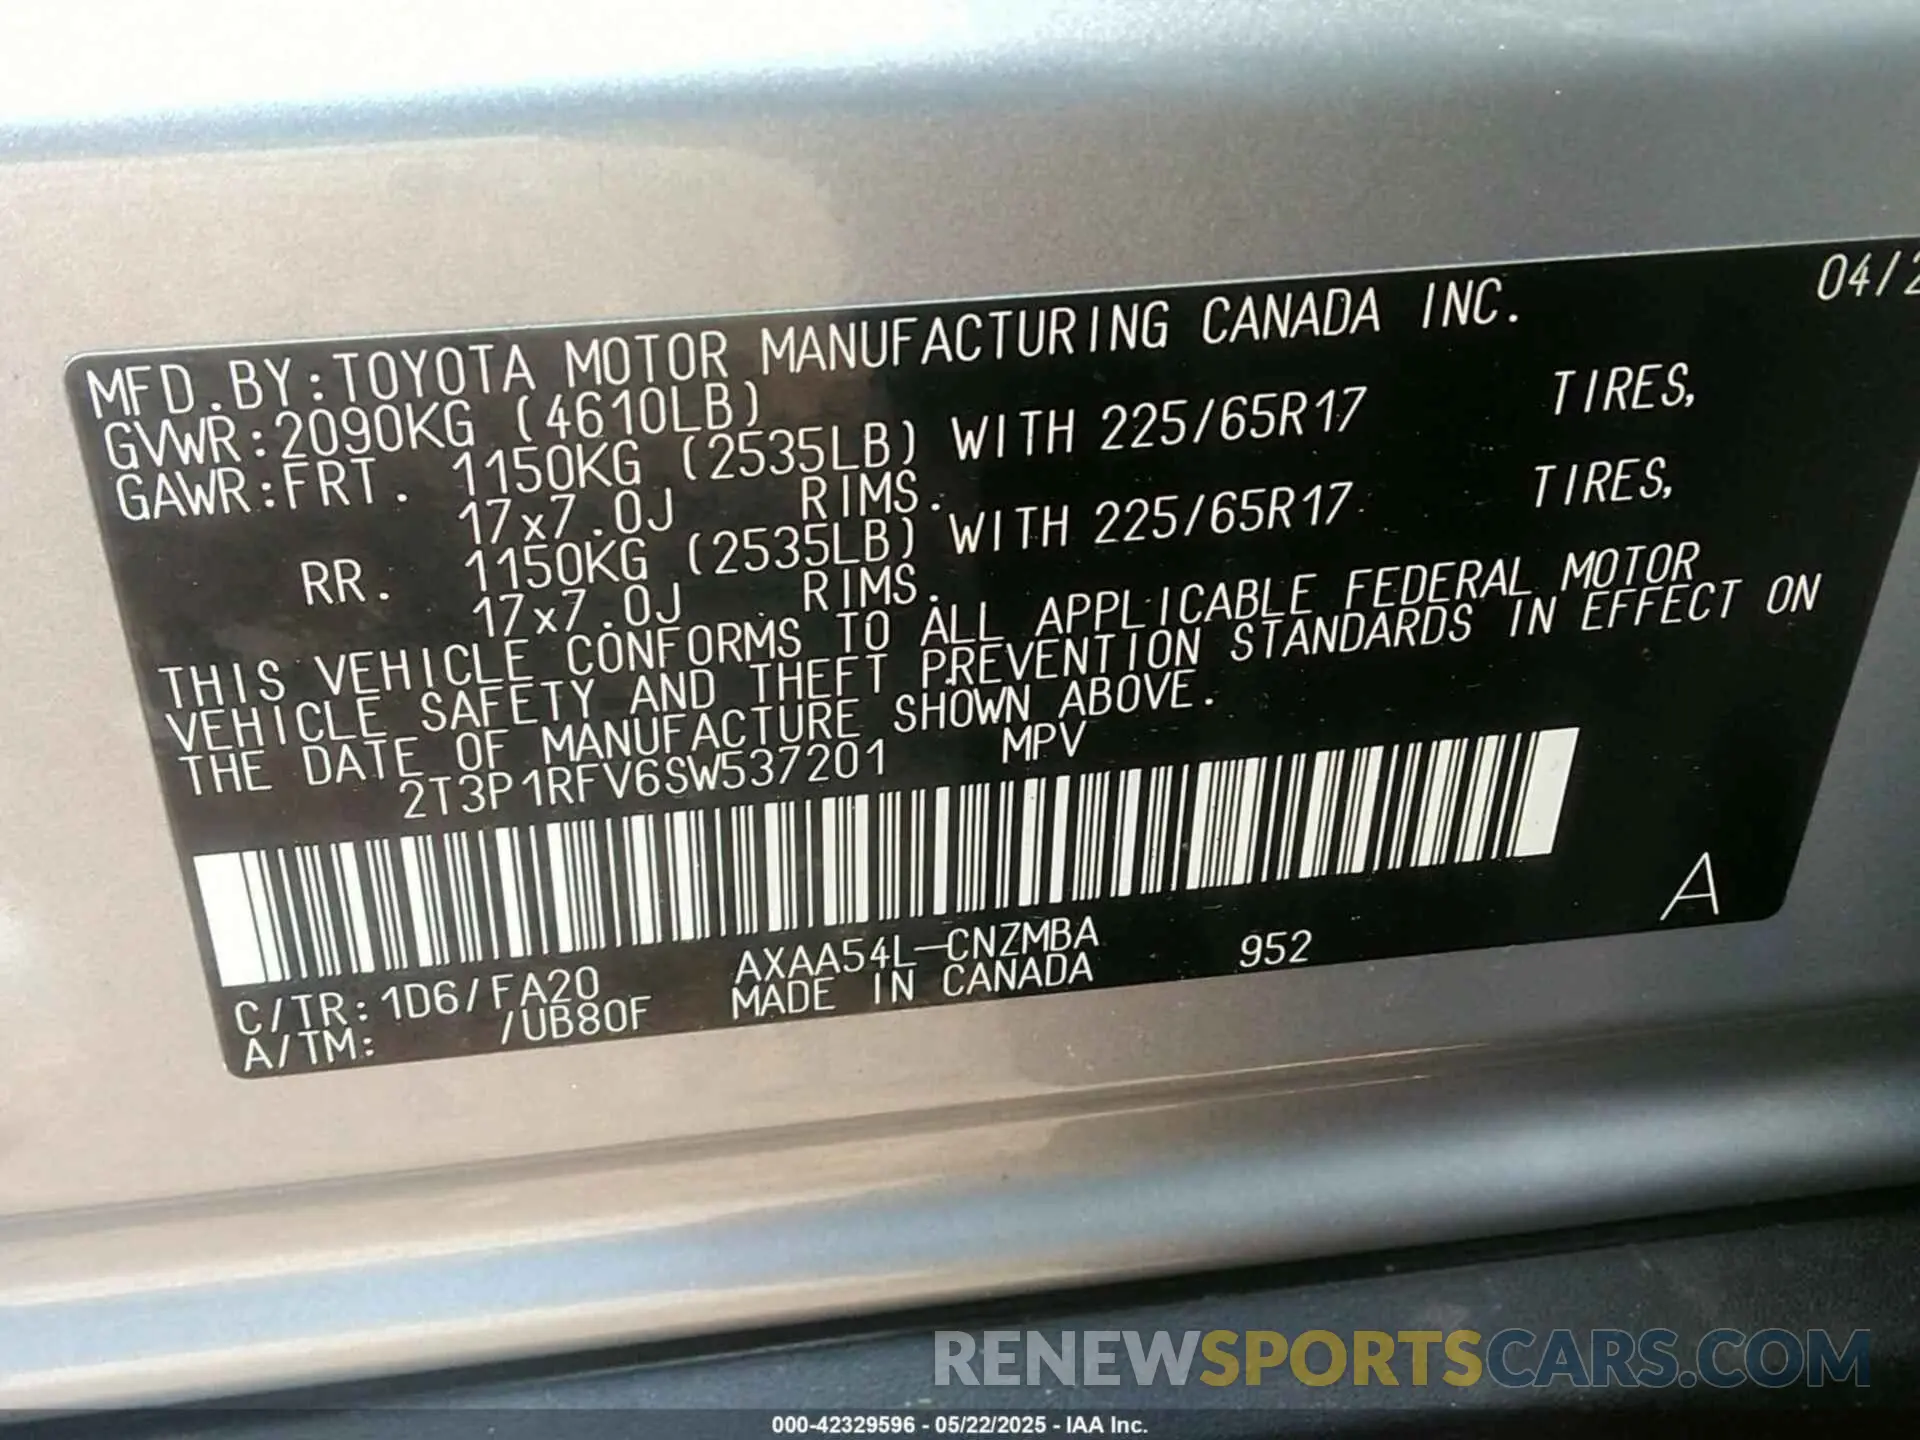 04/2
MFD.BY:TOYOTA MOTOR MANUFACTURING CANADA INC.
GVWR:2090KG (4610LB)
GAWR:FRT. 1150KG (2535LB) WITH 225/65R17 TIRES,
17x7.0J RIMS.
RR. 1150KG (2535LB) WITH 225/65R17 TIRES,
17x7.0J RIMS.
THIS VEHICLE CONFORMS TO ALL APPLICABLE FEDERAL MOTOR
VEHICLE SAFETY AND THEFT PREVENTION STANDARDS IN EFFECT ON
THE DATE OF MANUFACTURE SHOWN ABOVE.
2T3P1RFV6SW537201 MPV
A
C/TR:1D6/FA20 AXAA54L-CNZMBA 952
A/TM: /UB80F MADE IN CANADA
RENEWSPORTSCARS.COM
000-42329596 - 05/22/2025 - IAA Inc.